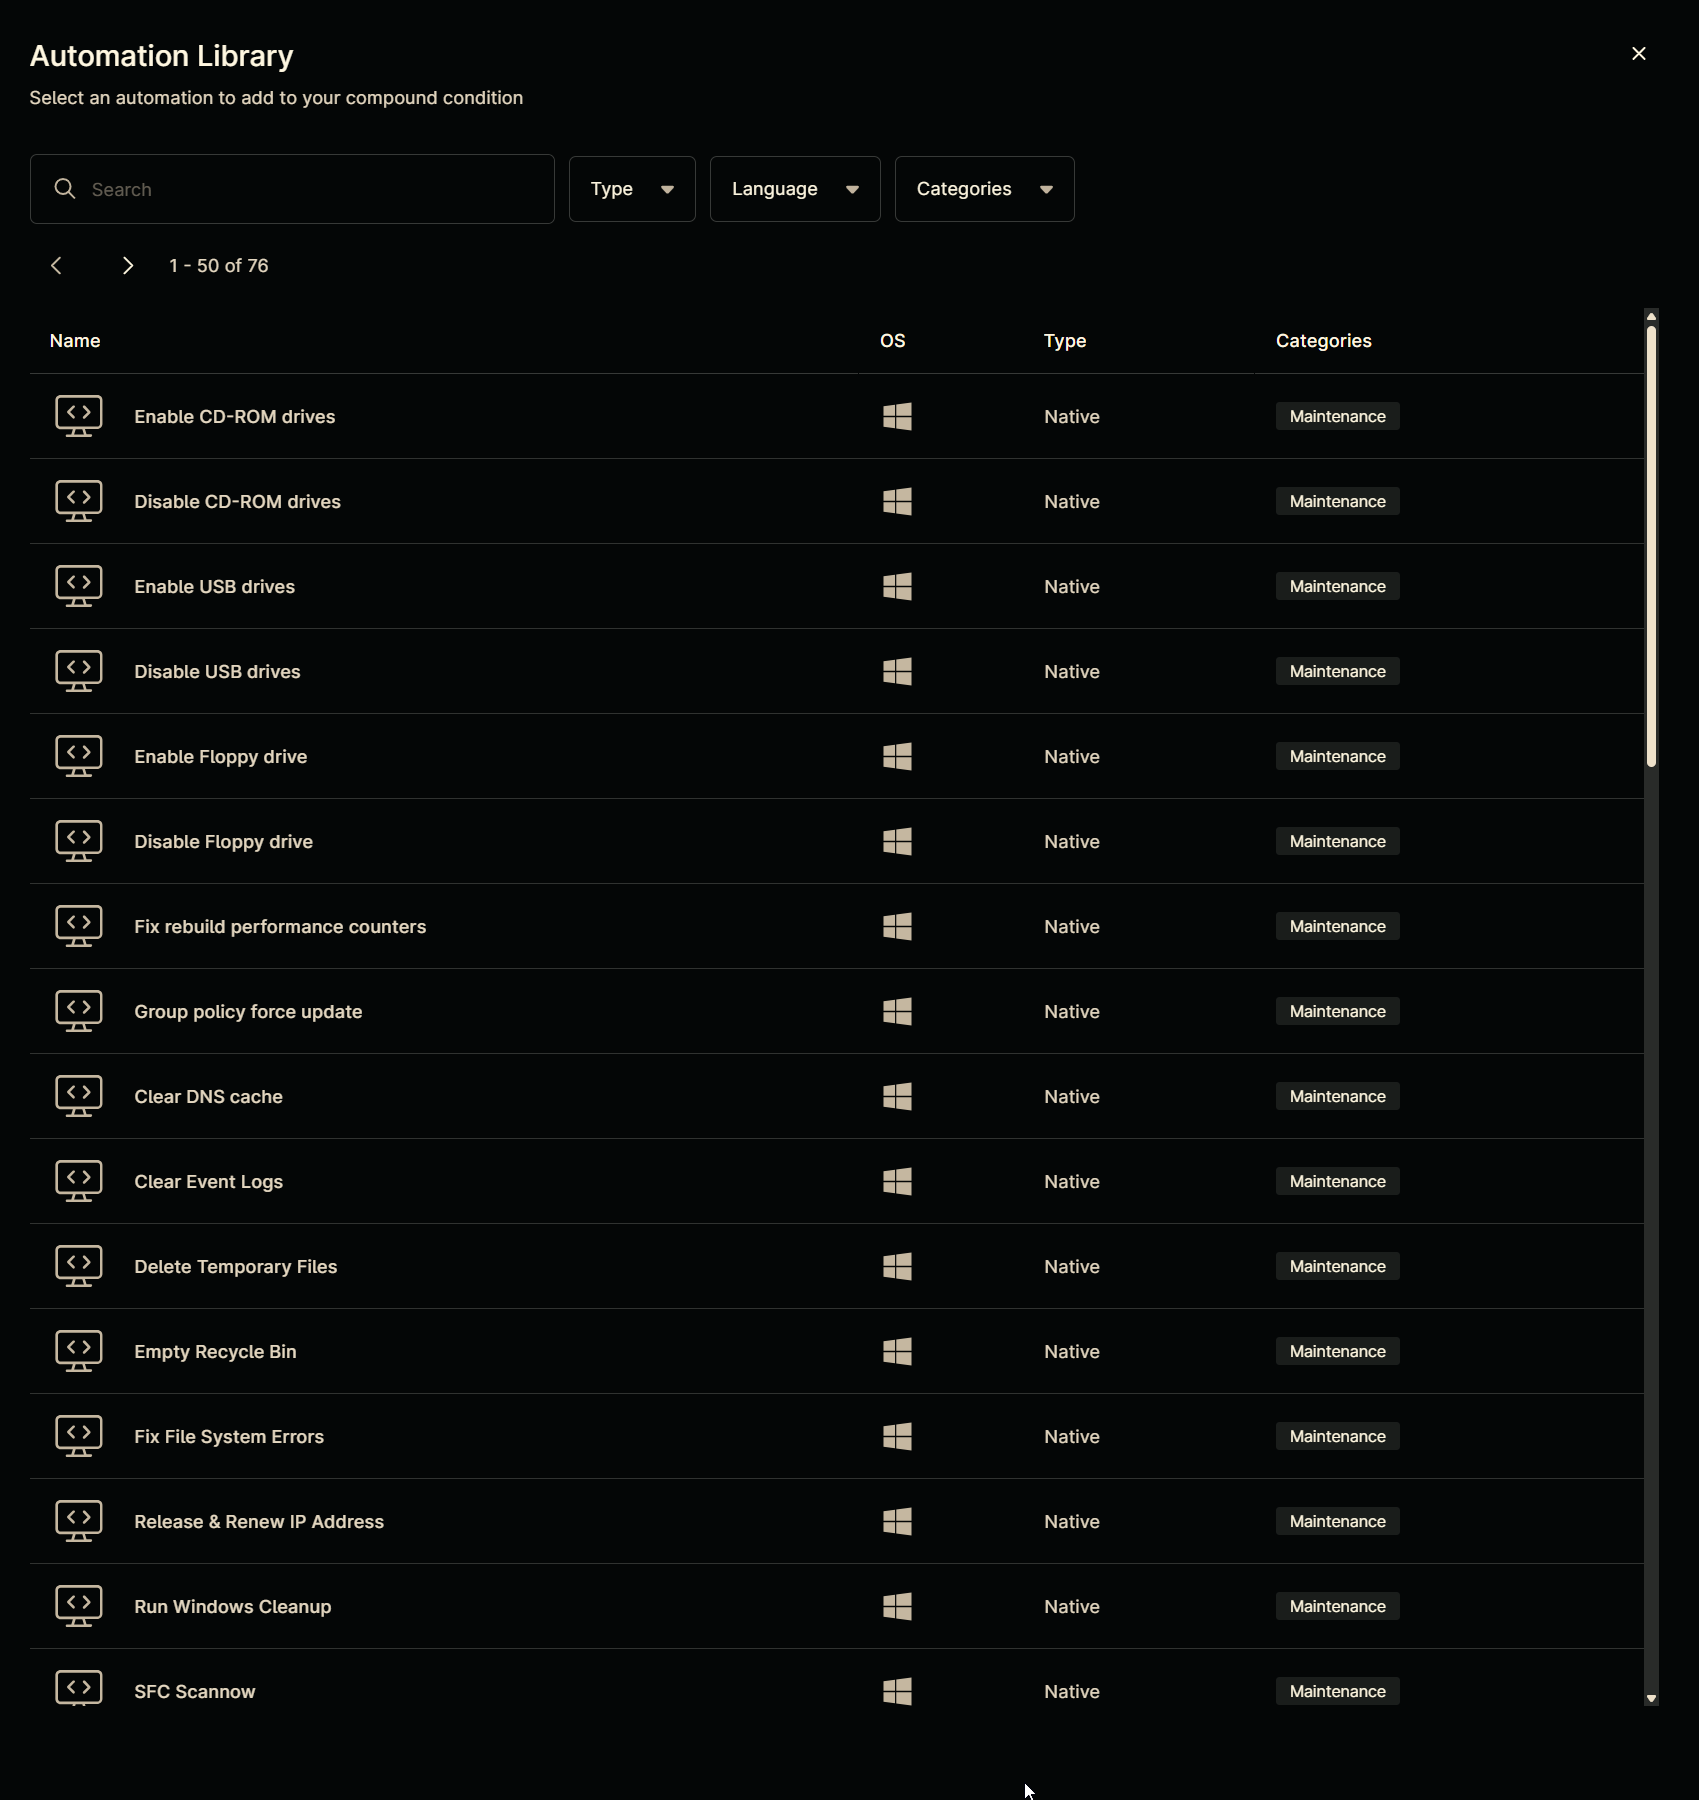 Automation Library
Select an automation to add to your compound condition
Search
Type
Language
Categories
1 - 50 of 76
Name OS Type Categories
Enable CD-ROM drives Native Maintenance
Disable CD-ROM drives Native Maintenance
Enable USB drives Native Maintenance
Disable USB drives Native Maintenance
Enable Floppy drive Native Maintenance
Disable Floppy drive Native Maintenance
Fix rebuild performance counters Native Maintenance
Group policy force update Native Maintenance
Clear DNS cache Native Maintenance
Clear Event Logs Native Maintenance
Delete Temporary Files Native Maintenance
Empty Recycle Bin Native Maintenance
Fix File System Errors Native Maintenance
Release & Renew IP Address Native Maintenance
Run Windows Cleanup Native Maintenance
SFC Scannow Native Maintenance